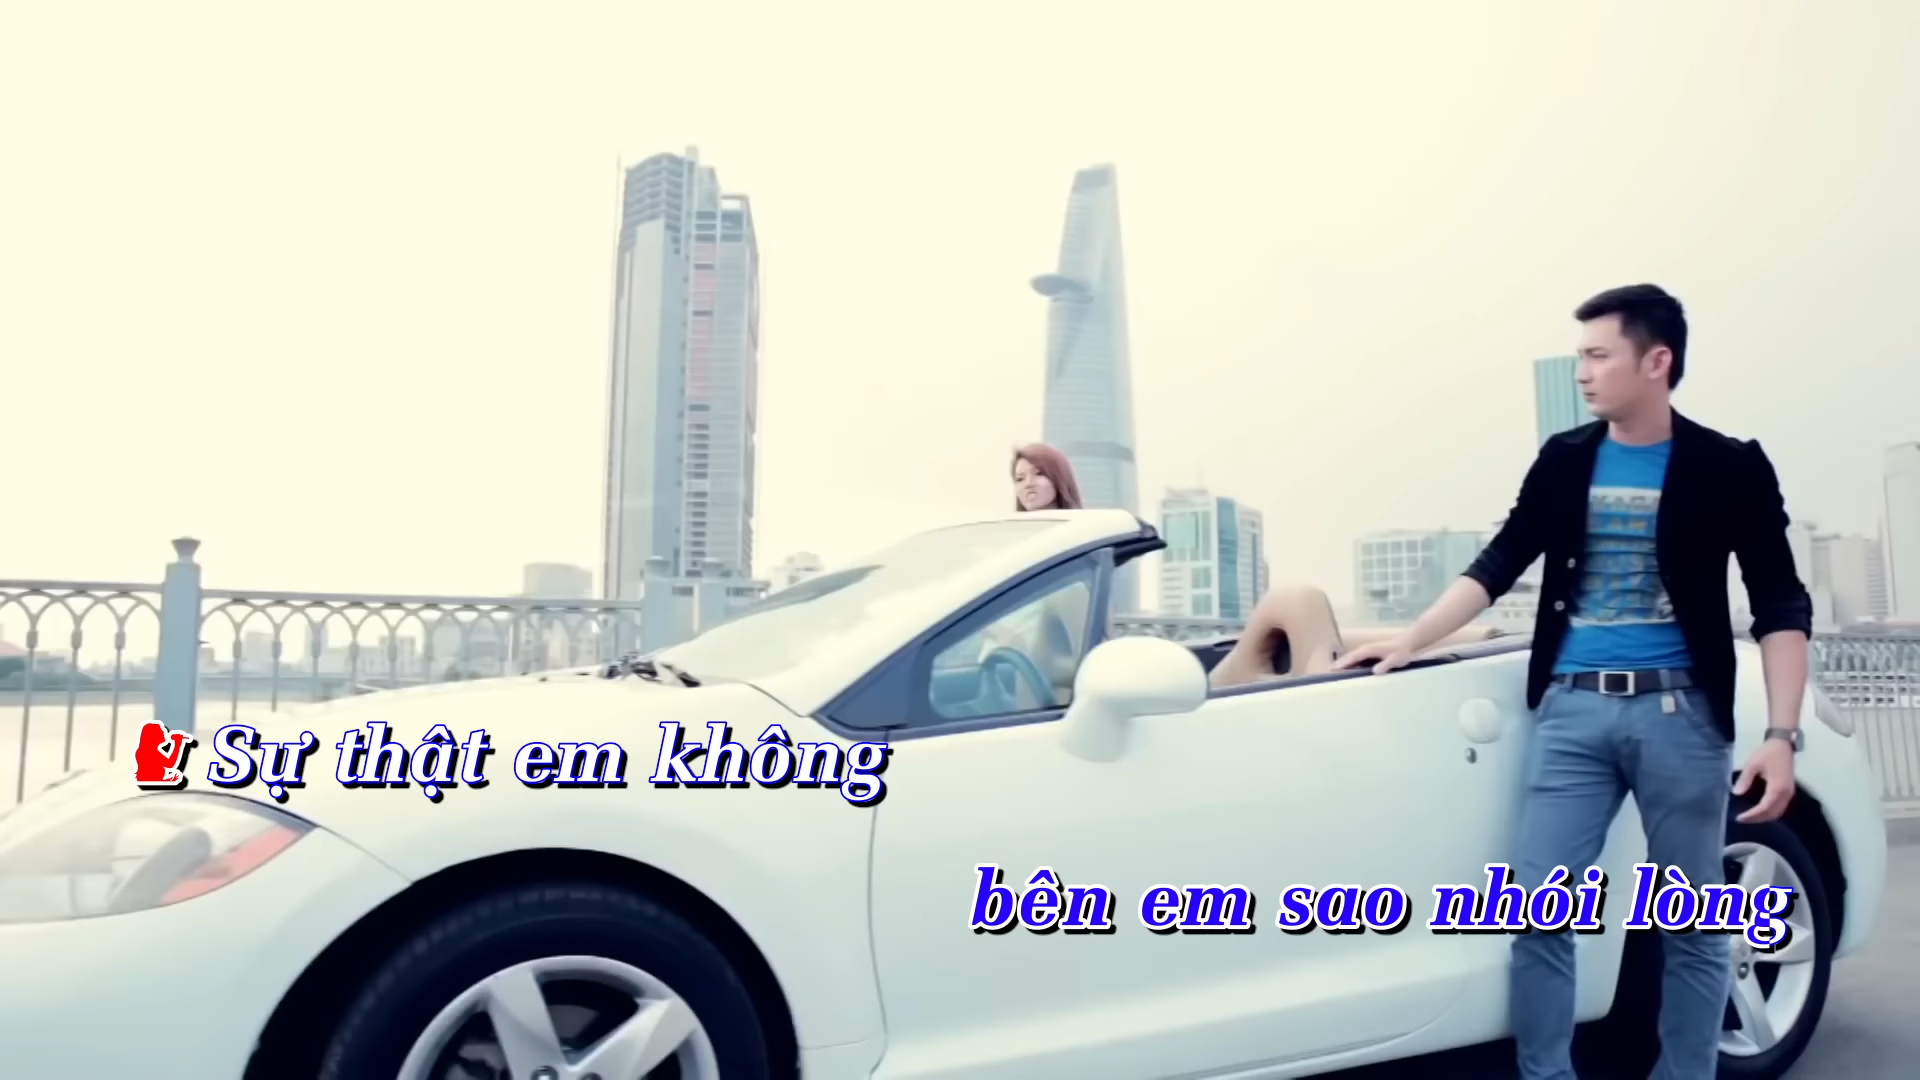 Sự thật em không
bên em sao nhói lòng